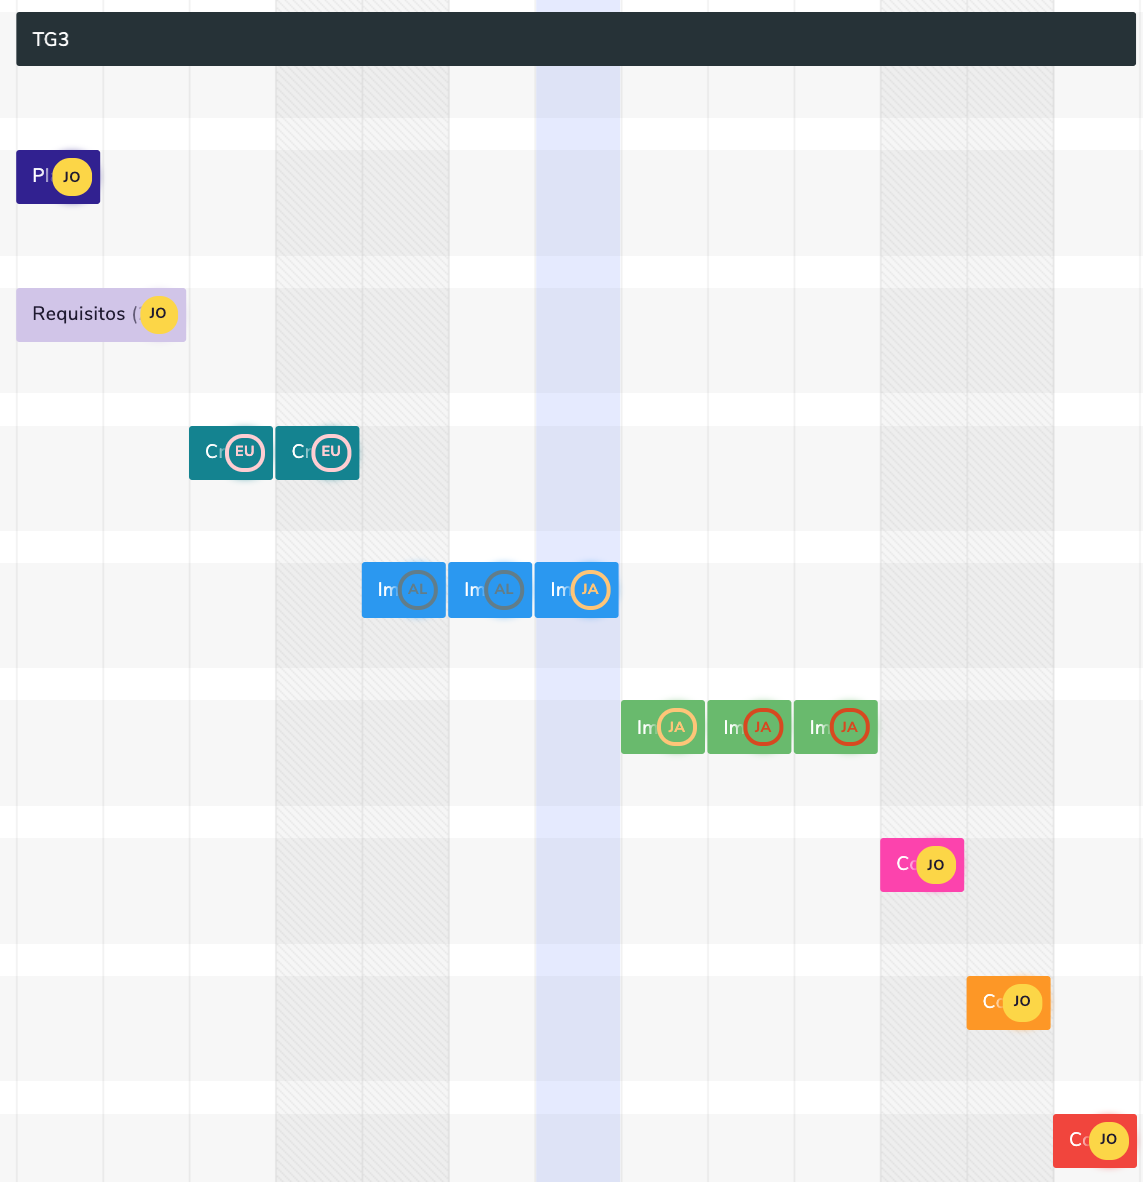 TG3
Pl JO
Requisitos ( JO
Cr EU Cr EU
Im AL Im AL Im JA
Im JA Im JA Im JA
Co JO
Co JO
Co JO